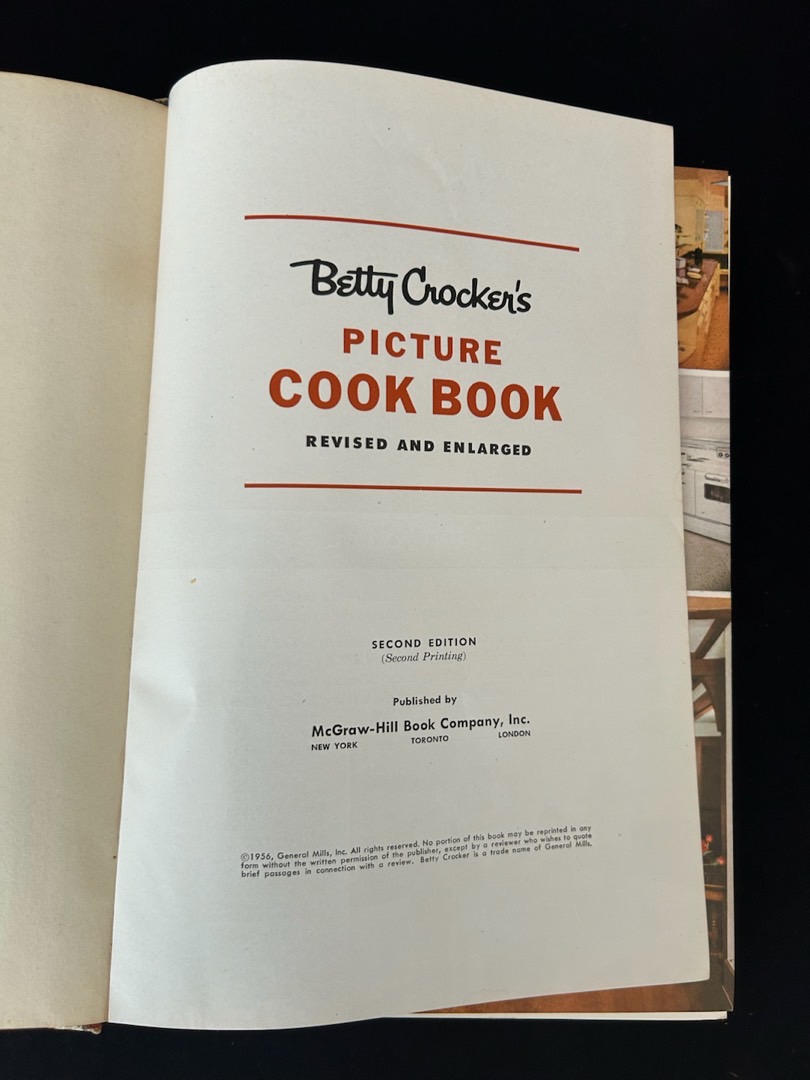 Betty Crocker's
PICTURE
COOK BOOK
REVISED AND ENLARGED
SECOND EDITION
(Second Printing)
Published by
McGraw-Hill Book Company, Inc.
NEW YORK TORONTO LONDON
©1956, General Mills, Inc. All rights reserved. No portion of this book may be reprinted in any
form without the written permission of the publisher, except by a reviewer who wishes to quote
brief passages in connection with a review. Betty Crocker is a trade name of General Mills.